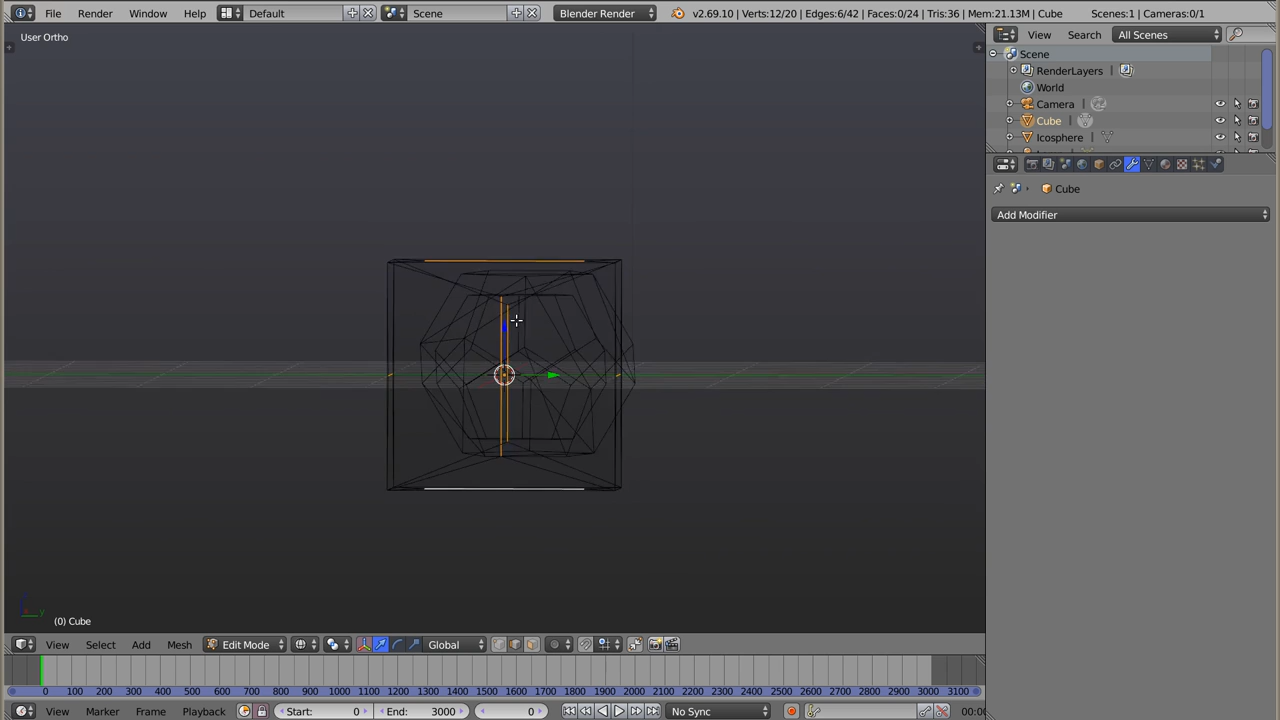 File Render Window Help Default Scene Blender Render v2.69.10 | Verts:12/20 | Edges:6/42 | Faces:0/24 | Tris:36 | Mem:21.13M | Cube Scenes:1 | Cameras:0/1
User Ortho
View Search All Scenes
Scene
RenderLayers
World
Camera
Cube
Icosphere
Cube
Add Modifier
(0) Cube
View Select Add Mesh Edit Mode Global
0 100 200 300 400 500 600 700 800 900 1000 1100 1200 1300 1400 1500 1600 1700 1800 1900 2000 2100 2200 2300 2400 2500 2600 2700 2800 2900 3000 3100
View Marker Frame Playback Start: 0 End: 3000 0 No Sync